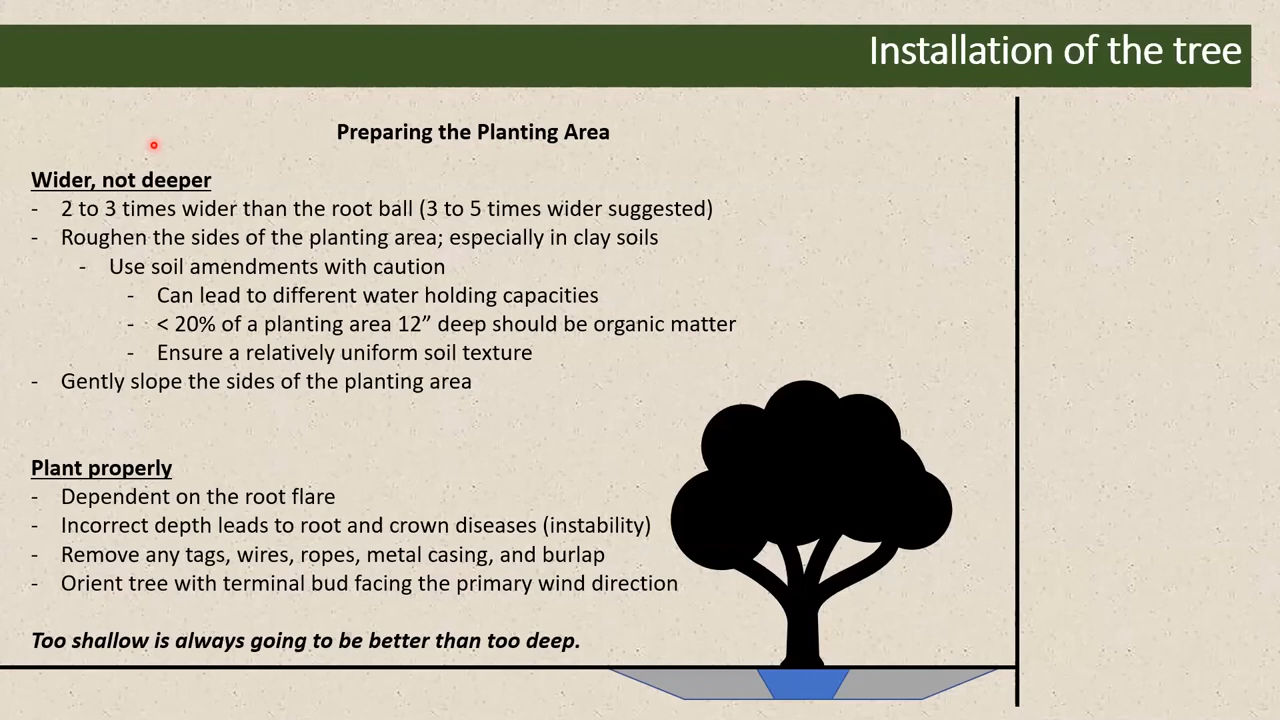 Installation of the tree
Preparing the Planting Area
Wider, not deeper
- 2 to 3 times wider than the root ball (3 to 5 times wider suggested)
- Roughen the sides of the planting area; especially in clay soils
- Use soil amendments with caution
- Can lead to different water holding capacities
- < 20% of a planting area 12” deep should be organic matter
- Ensure a relatively uniform soil texture
- Gently slope the sides of the planting area
Plant properly
- Dependent on the root flare
- Incorrect depth leads to root and crown diseases (instability)
- Remove any tags, wires, ropes, metal casing, and burlap
- Orient tree with terminal bud facing the primary wind direction
Too shallow is always going to be better than too deep.